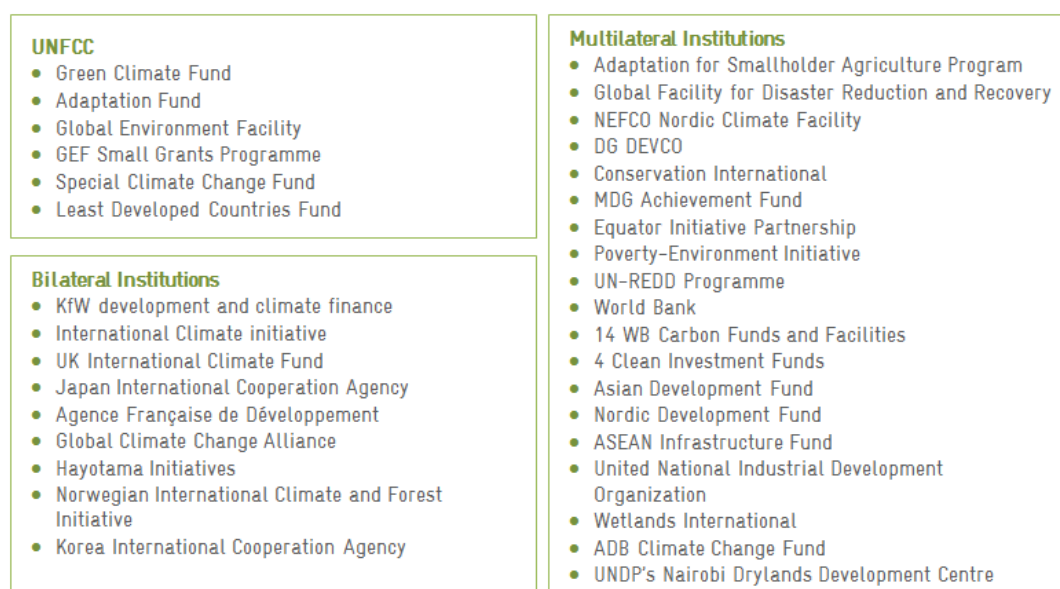 UNFCC
• Green Climate Fund
• Adaptation Fund
• Global Environment Facility
• GEF Small Grants Programme
• Special Climate Change Fund
• Least Developed Countries Fund
Bilateral Institutions
• KfW development and climate finance
• International Climate initiative
• UK International Climate Fund
• Japan International Cooperation Agency
• Agence Française de Développement
• Global Climate Change Alliance
• Hayotama Initiatives
• Norwegian International Climate and Forest
Initiative
• Korea International Cooperation Agency
Multilateral Institutions
• Adaptation for Smallholder Agriculture Program
• Global Facility for Disaster Reduction and Recovery
• NEFCO Nordic Climate Facility
• DG DEVCO
• Conservation International
• MDG Achievement Fund
• Equator Initiative Partnership
• Poverty-Environment Initiative
• UN-REDD Programme
• World Bank
• 14 WB Carbon Funds and Facilities
• 4 Clean Investment Funds
• Asian Development Fund
• Nordic Development Fund
• ASEAN Infrastructure Fund
• United National Industrial Development
Organization
• Wetlands International
• ADB Climate Change Fund
• UNDP's Nairobi Drylands Development Centre